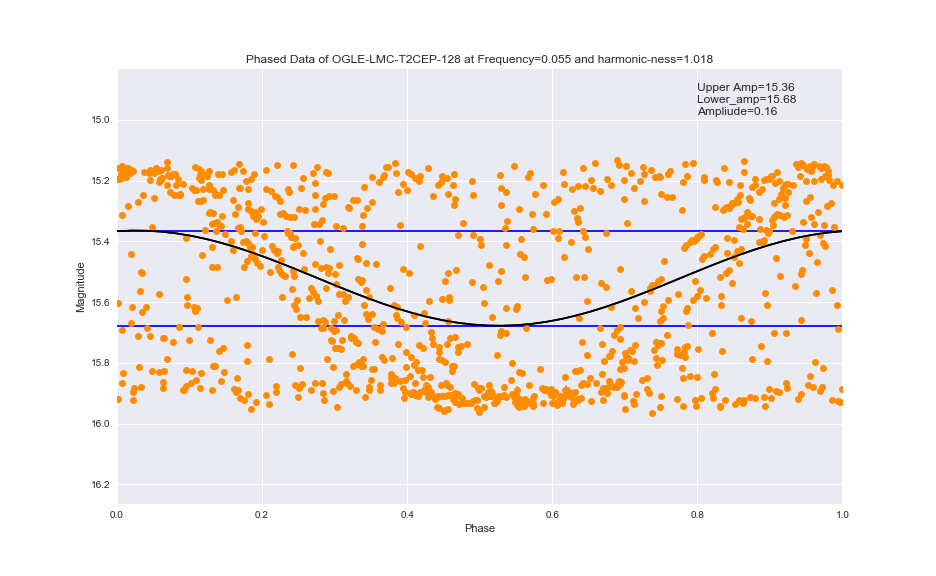 Phased Data of OGLE-LMC-T2CEP-128 at Frequency=0.055 and harmonic-ness=1.018
Upper Amp=15.36
Lower_amp=15.68
Ampliude=0.16
15.0
15.2
15.4
15.6
15.8
16.0
16.2
Magnitude
0.0
0.2
0.4
0.6
0.8
1.0
Phase